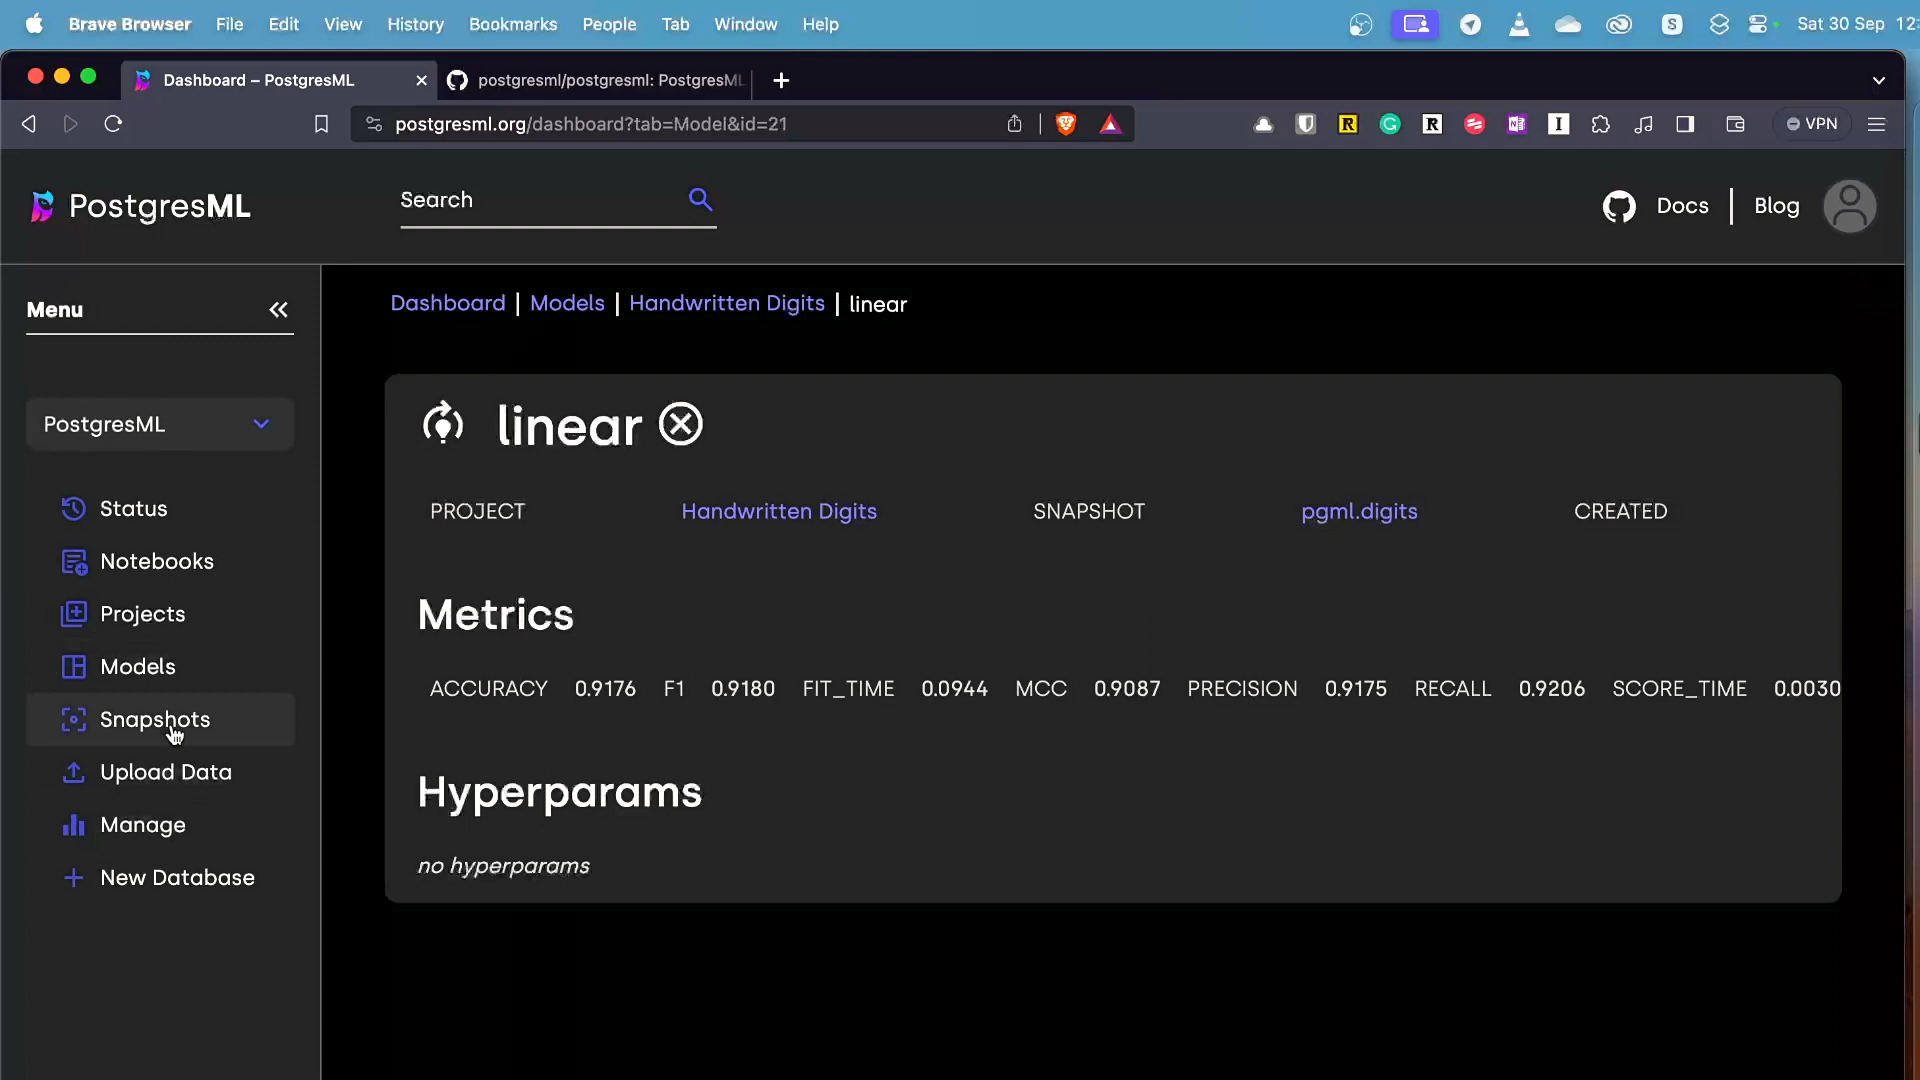 Brave Browser File Edit View History Bookmarks People Tab Window Help S Sat 30 Sep 12:
Dashboard – PostgresML postgresml/postgresml: PostgresML
postgresml.org/dashboard?tab=Model&id=21 R G R N I VPN
PostgresML Search Docs | Blog
Menu
Dashboard | Models | Handwritten Digits | linear
PostgresML
linear
PROJECT Handwritten Digits SNAPSHOT pgml.digits CREATED
Status
Notebooks
Projects
Models
Snapshots
Upload Data
Manage
New Database
Metrics
ACCURACY 0.9176 F1 0.9180 FIT_TIME 0.0944 MCC 0.9087 PRECISION 0.9175 RECALL 0.9206 SCORE_TIME 0.0030
Hyperparams
no hyperparams